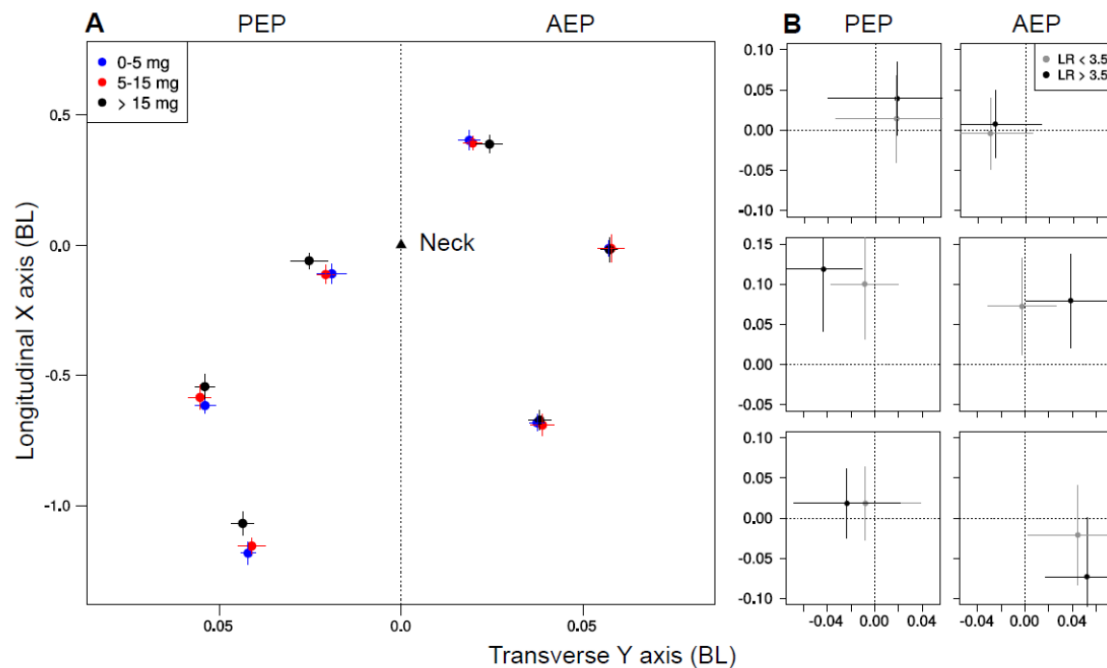 A PEP AEP
B PEP AEP
0-5 mg
5-15 mg
> 15 mg
Neck
0.5
0.0
-0.5
-1.0
Longitudinal X axis (BL)
0.05 0.0 0.05
Transverse Y axis (BL)
LR < 3.5
LR > 3.5
0.10
0.05
0.00
-0.05
-0.10
0.15
0.10
0.05
0.00
-0.05
0.10
0.05
0.00
-0.05
-0.10
-0.04 0.00 0.04
-0.04 0.00 0.04